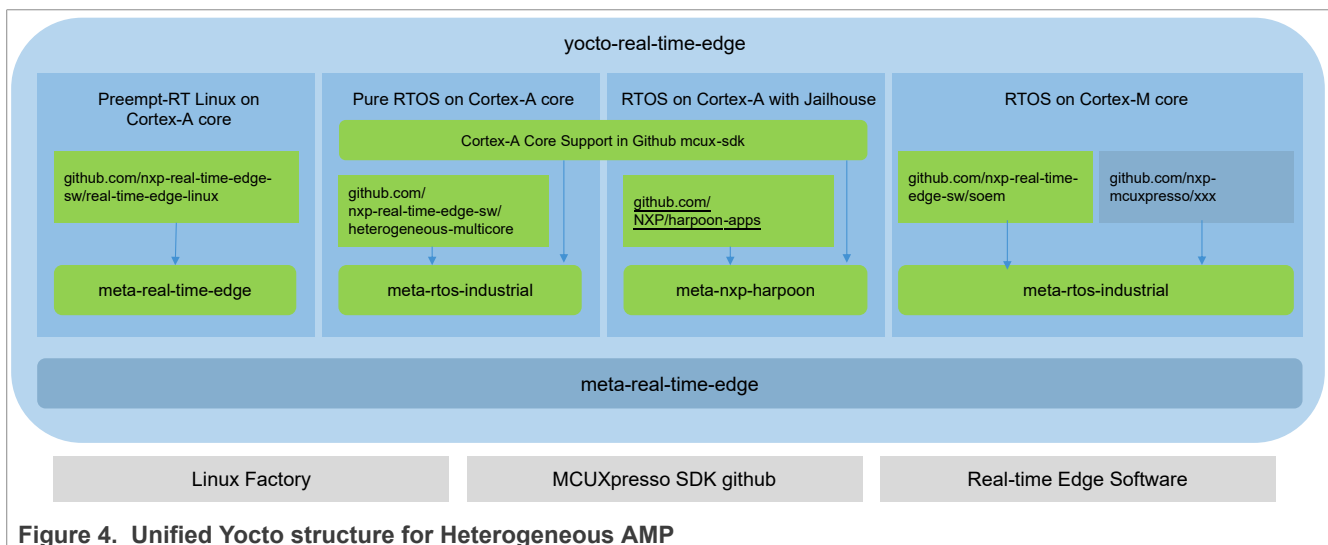 yocto-real-time-edge
Preempt-RT Linux on
Cortex-A core
Pure RTOS on Cortex-A core
RTOS on Cortex-A with Jailhouse
RTOS on Cortex-M core
Cortex-A Core Support in Github mcux-sdk
github.com/nxp-real-time-edge-
sw/real-time-edge-linux
github.com/
nxp-real-time-edge-sw/
heterogeneous-multicore
github.com/
NXP/harpoon-apps
github.com/nxp-real-time-
edge-sw/soem
github.com/nxp-
mcuxpresso/xxx
meta-real-time-edge
meta-rtos-industrial
meta-nxp-harpoon
meta-rtos-industrial
meta-real-time-edge
Linux Factory
MCUXpresso SDK github
Real-time Edge Software
Figure 4. Unified Yocto structure for Heterogeneous AMP